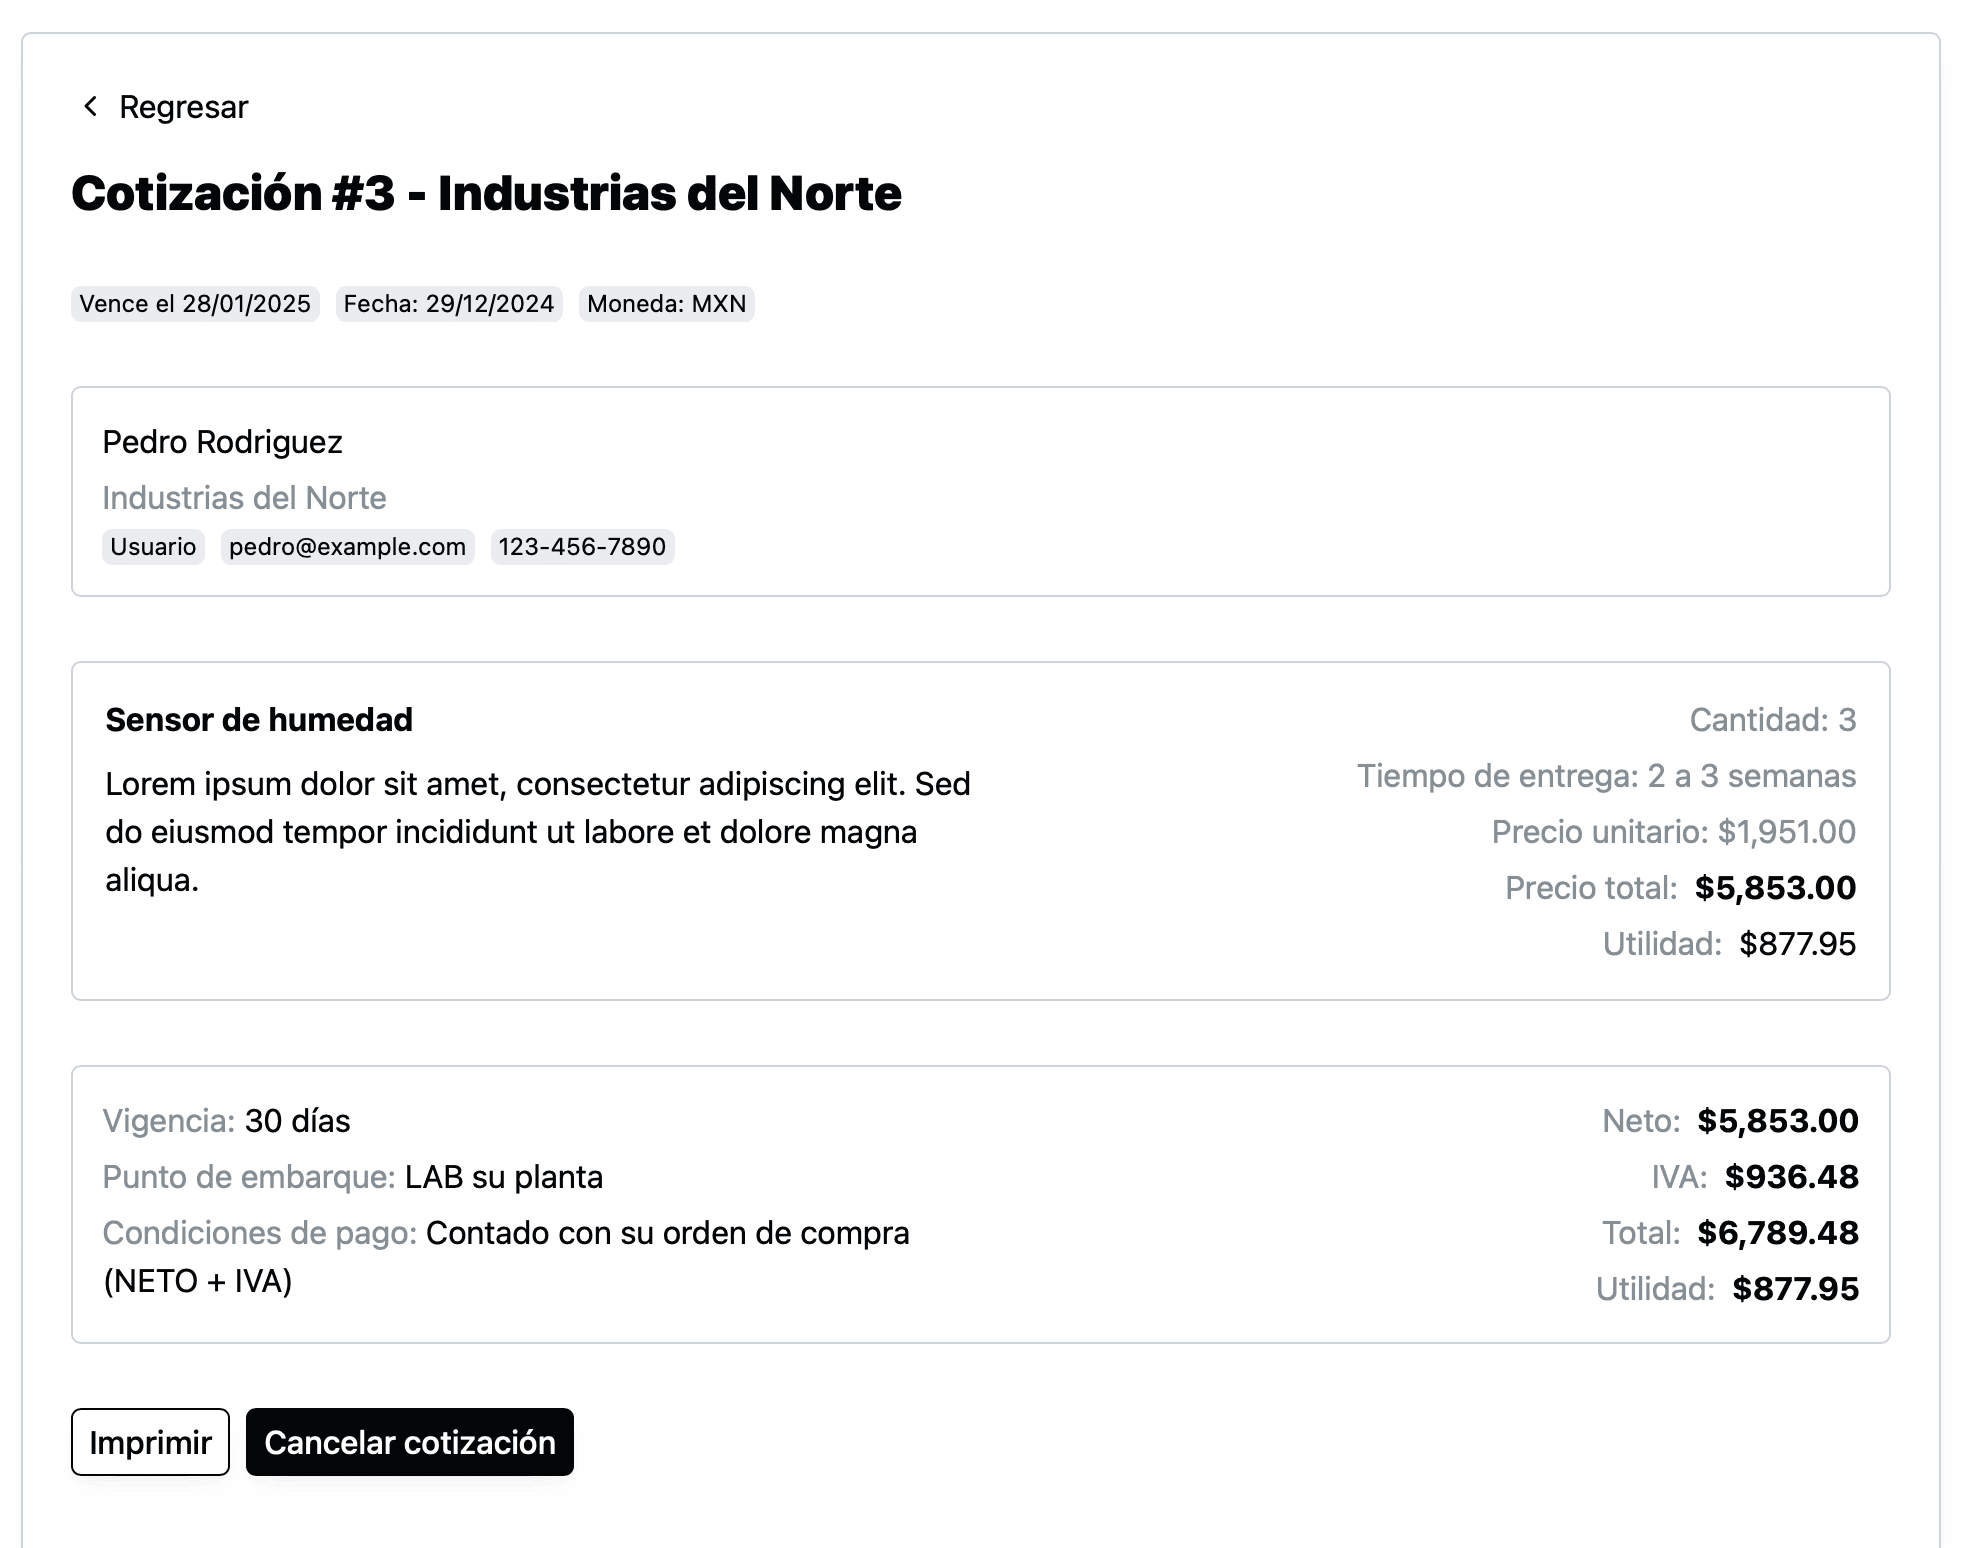 Regresar
Cotización #3 - Industrias del Norte
Vence el 28/01/2025 Fecha: 29/12/2024 Moneda: MXN
Pedro Rodriguez
Industrias del Norte
Usuario pedro@example.com 123-456-7890
Sensor de humedad
Lorem ipsum dolor sit amet, consectetur adipiscing elit. Sed
do eiusmod tempor incididunt ut labore et dolore magna
aliqua.
Cantidad: 3
Tiempo de entrega: 2 a 3 semanas
Precio unitario: $1,951.00
Precio total: $5,853.00
Utilidad: $877.95
Vigencia: 30 días
Punto de embarque: LAB su planta
Condiciones de pago: Contado con su orden de compra
(NETO + IVA)
Neto: $5,853.00
IVA: $936.48
Total: $6,789.48
Utilidad: $877.95
Imprimir Cancelar cotización